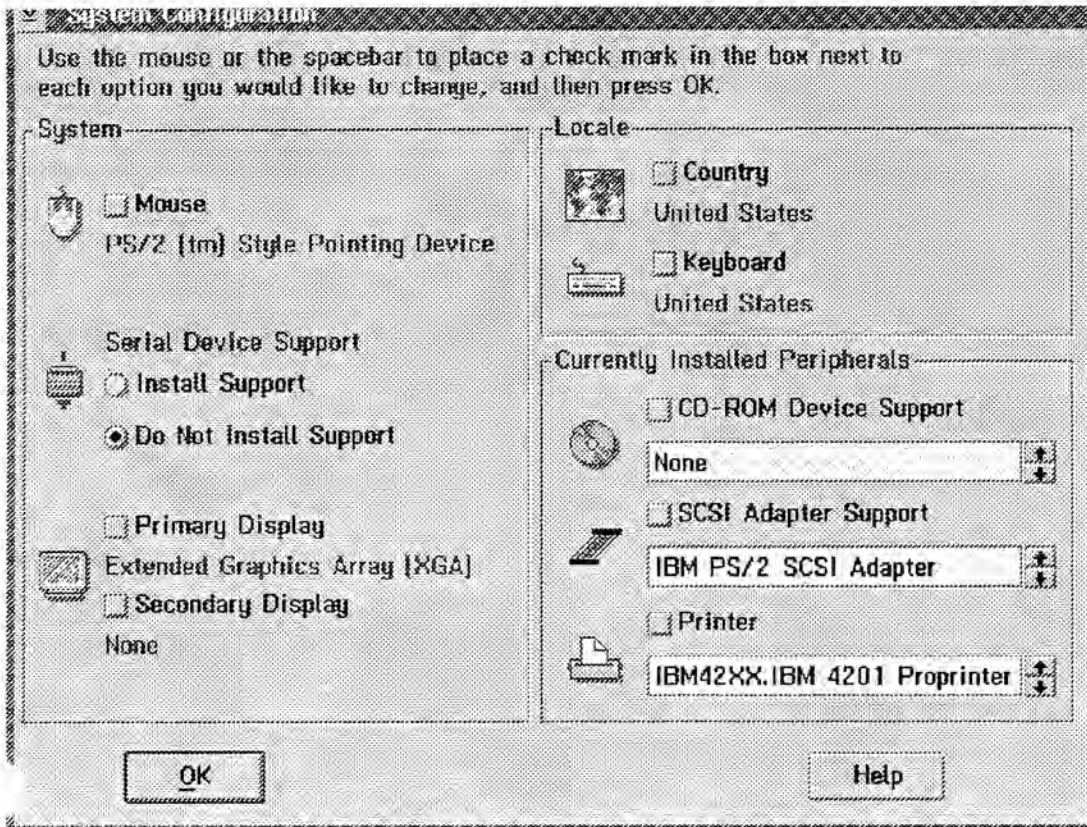 System Configuration
Use the mouse or the spacebar to place a check mark in the box next to
each option you would like to change, and then press OK.
System
Mouse
PS/2 (tm) Style Pointing Device
Serial Device Support
Install Support
Do Not Install Support
Primary Display
Extended Graphics Array (XGA)
Secondary Display
None
Locale
Country
United States
Keyboard
United States
Currently Installed Peripherals
CD-ROM Device Support
None
SCSI Adapter Support
IBM PS/2 SCSI Adapter
Printer
IBM42XX.IBM 4201 Proprinter
OK
Help